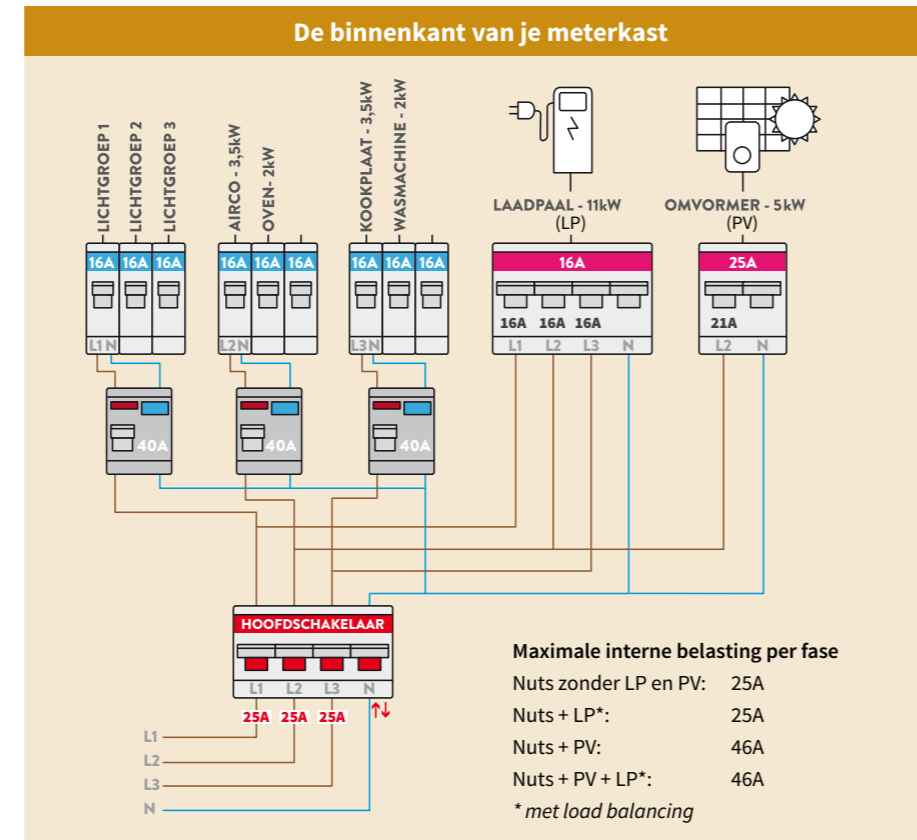 De binnenkant van je meterkast
LICHTGROEP 1
LICHTGROEP 2
LICHTGROEP 3
AIRCO - 3,5kW
OVEN- 2kW
KOOKPLAAT - 3,5kW
WASMACHINE - 2kW
LAADPAAL - 11kW
(LP)
OMVORMER - 5kW
(PV)
16A 16A 16A
16A 16A 16A
16A 16A 16A
16A
25A
16A 16A 16A
21A
L1 N
L2 N
L3 N
L1 L2 L3 N
L2 N
40A
40A
40A
HOOFDSCHAKELAAR
L1 L2 L3 N
25A 25A 25A
L1
L2
L3
N
Maximale interne belasting per fase
Nuts zonder LP en PV: 25A
Nuts + LP*: 25A
Nuts + PV: 46A
Nuts + PV + LP*: 46A
* met load balancing